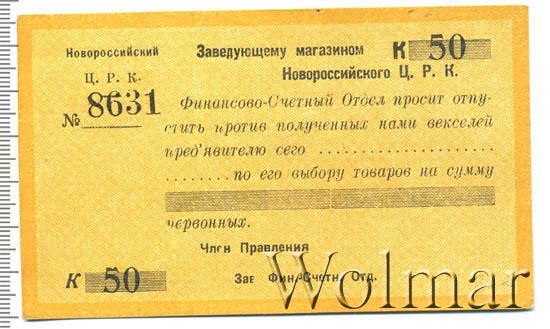 Новороссийский
Ц. Р. К.
№ 8631
Заведующему магазином К 50
Новороссийского Ц. Р. К.
Финансово-Счетный Отдел просит отпу-
стить против полученных нами векселей
пред'явителю сего ....................
........ по его выбору товаров на сумму
червонных.
Член Правления
К 50
Зав Фин.-Счетн. Отд.
Wolmar